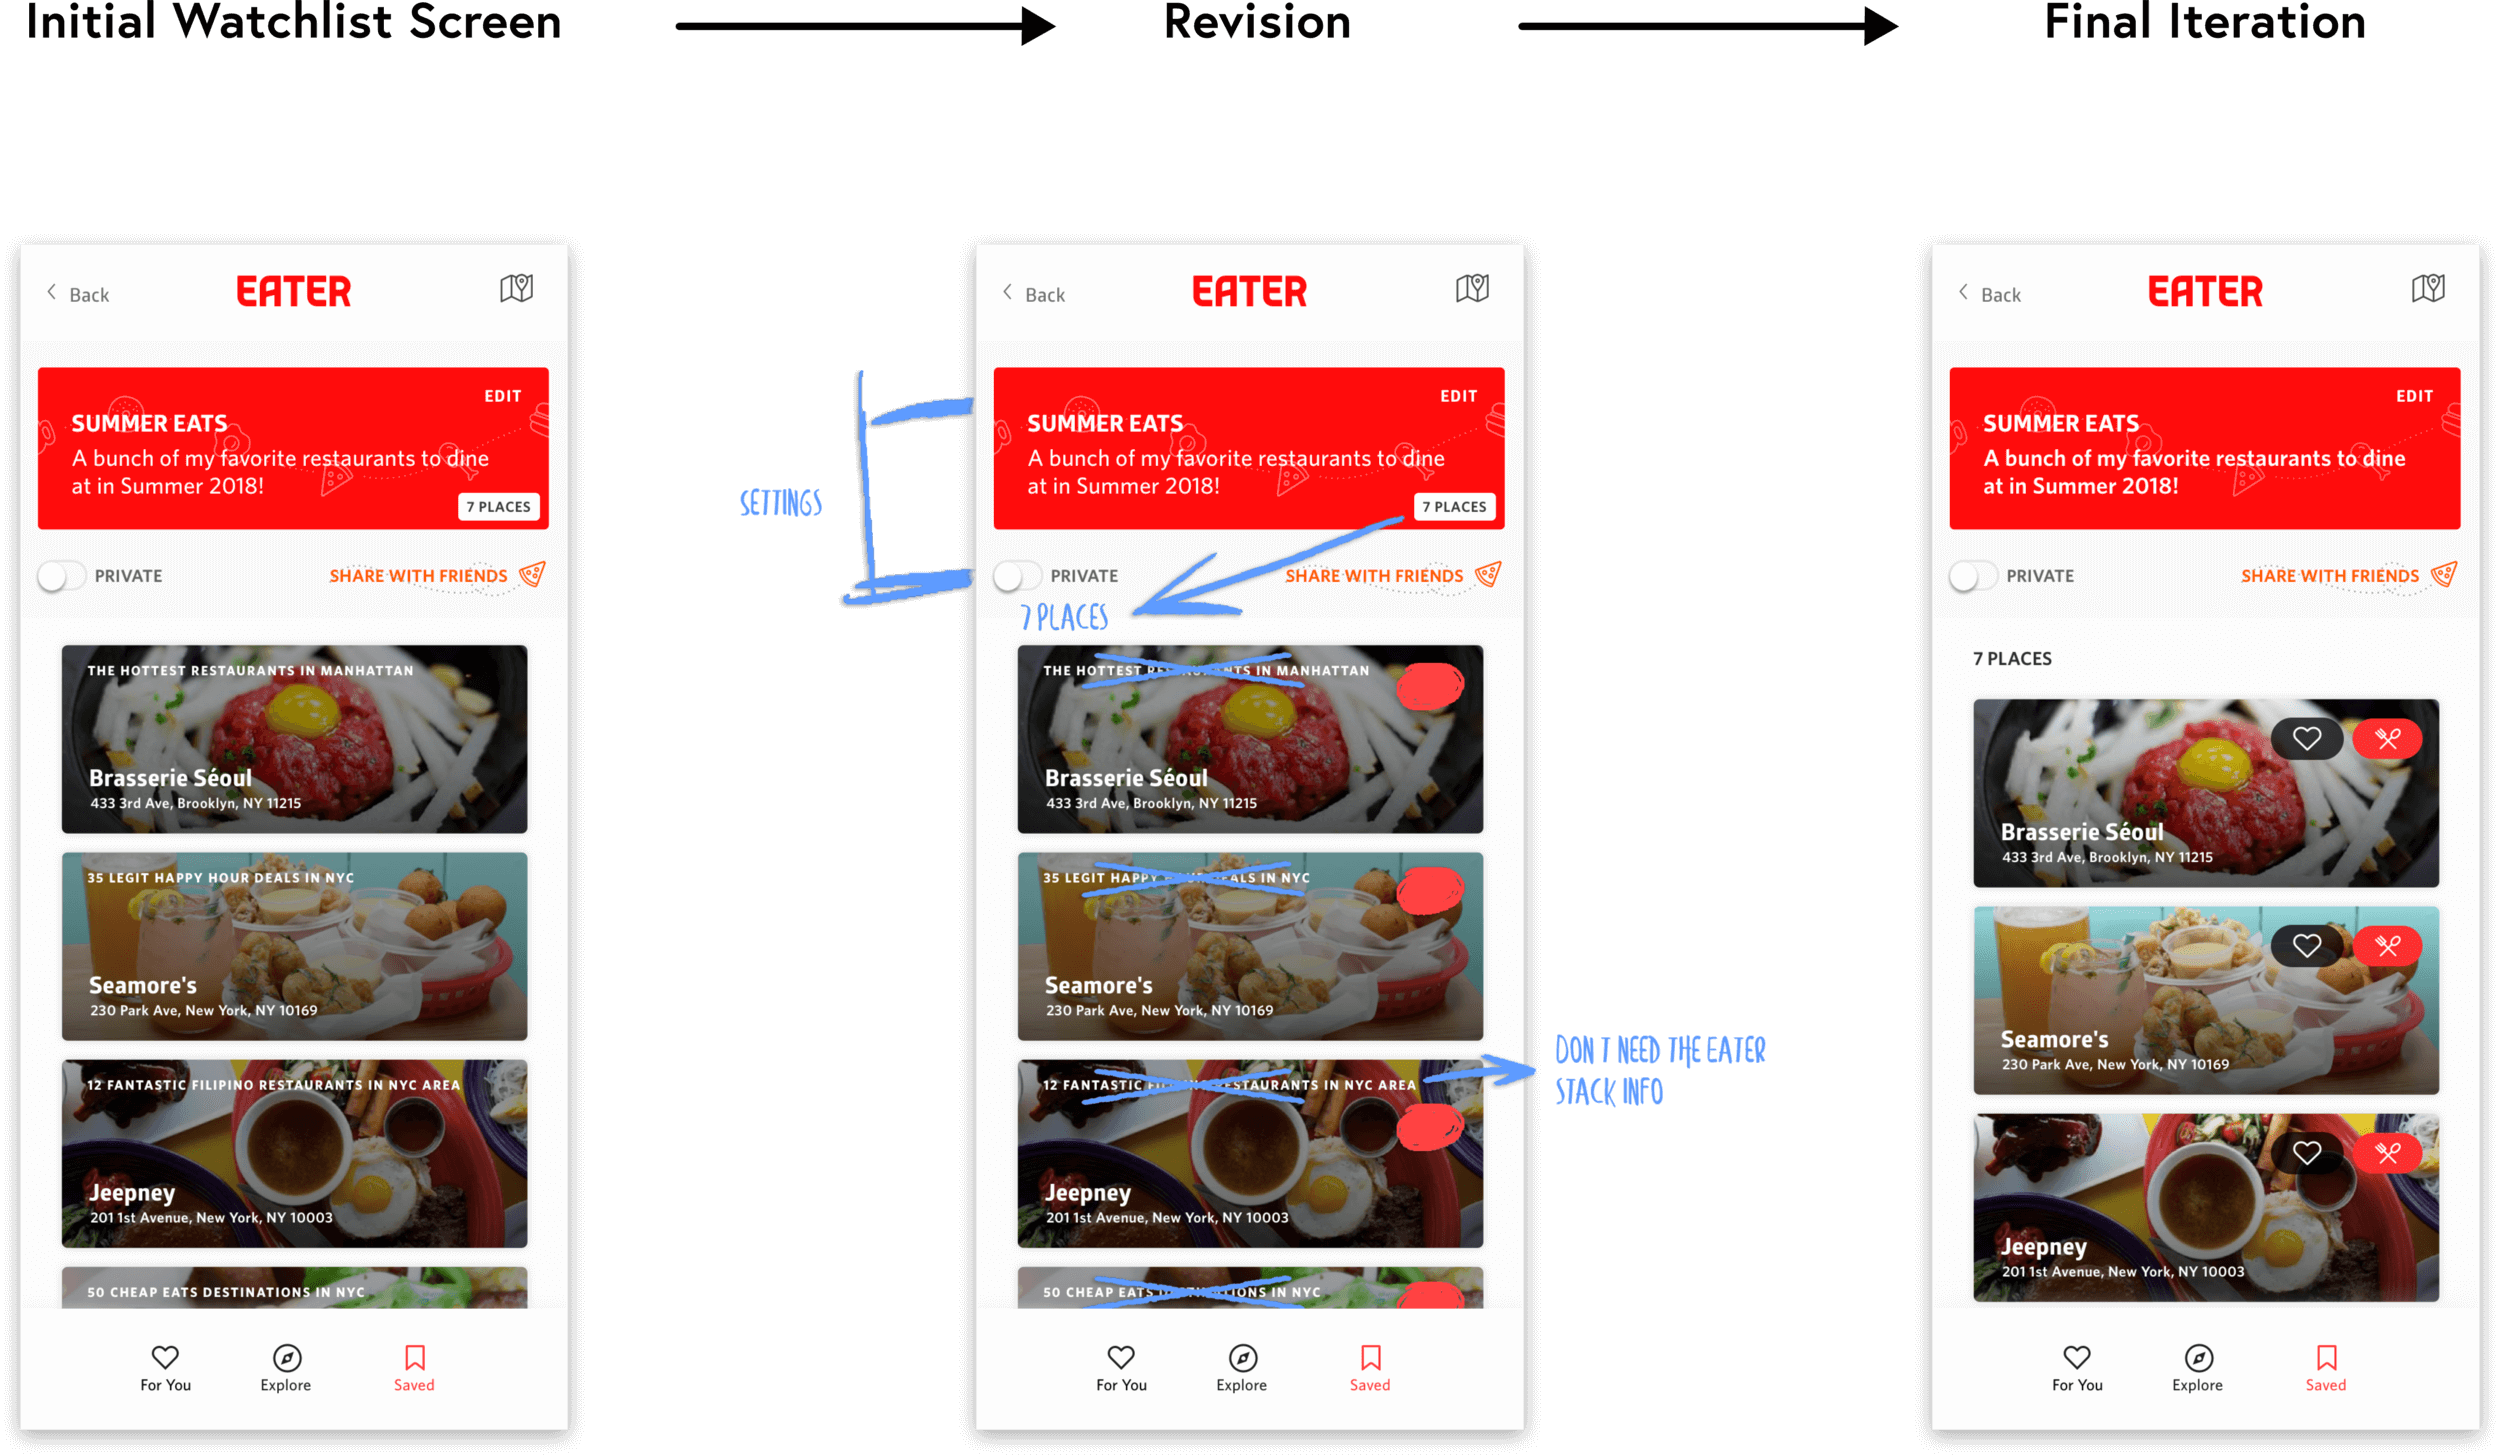 Initial Watchlist Screen
Revision
Final Iteration
Back
EATER
EDIT
SUMMER EATS
A bunch of my favorite restaurants to dine
at in Summer 2018!
7 PLACES
PRIVATE
SHARE WITH FRIENDS
THE HOTTEST RESTAURANTS IN MANHATTAN
Brasserie Séoul
433 3rd Ave, Brooklyn, NY 11215
35 LEGIT HAPPY HOUR DEALS IN NYC
Seamore's
230 Park Ave, New York, NY 10169
12 FANTASTIC FILIPINO RESTAURANTS IN NYC AREA
Jeepney
201 1st Avenue, New York, NY 10003
50 CHEAP EATS DESTINATIONS IN NYC
For You
Explore
Saved
SETTINGS
Back
EATER
EDIT
SUMMER EATS
A bunch of my favorite restaurants to dine
at in Summer 2018!
7 PLACES
PRIVATE
SHARE WITH FRIENDS
7 PLACES
THE HOTTEST RESTAURANTS IN MANHATTAN
Brasserie Séoul
433 3rd Ave, Brooklyn, NY 11215
35 LEGIT HAPPY HOUR DEALS IN NYC
Seamore's
230 Park Ave, New York, NY 10169
12 FANTASTIC FILIPINO RESTAURANTS IN NYC AREA
Jeepney
201 1st Avenue, New York, NY 10003
50 CHEAP EATS DESTINATIONS IN NYC
For You
Explore
Saved
DON T NEED THE EATER
STACK INFO
Back
EATER
EDIT
SUMMER EATS
A bunch of my favorite restaurants to dine
at in Summer 2018!
PRIVATE
SHARE WITH FRIENDS
7 PLACES
Brasserie Séoul
433 3rd Ave, Brooklyn, NY 11215
Seamore's
230 Park Ave, New York, NY 10169
Jeepney
201 1st Avenue, New York, NY 10003
For You
Explore
Saved